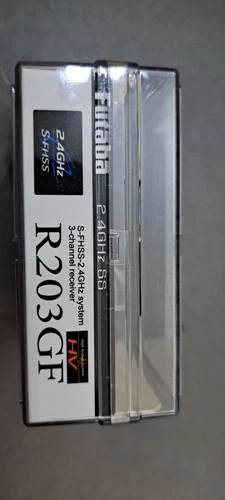 Futaba 2.4GHz SS
2.4GHz
S-FHSS
S-FHSS-2.4GHz system
3-channel receiver
HV
R203GF